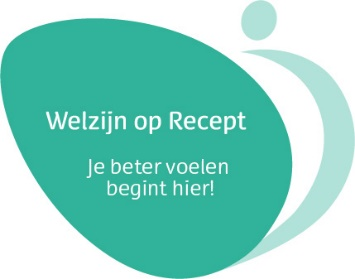 Welzijn op Recept
Je beter voelen
begint hier!